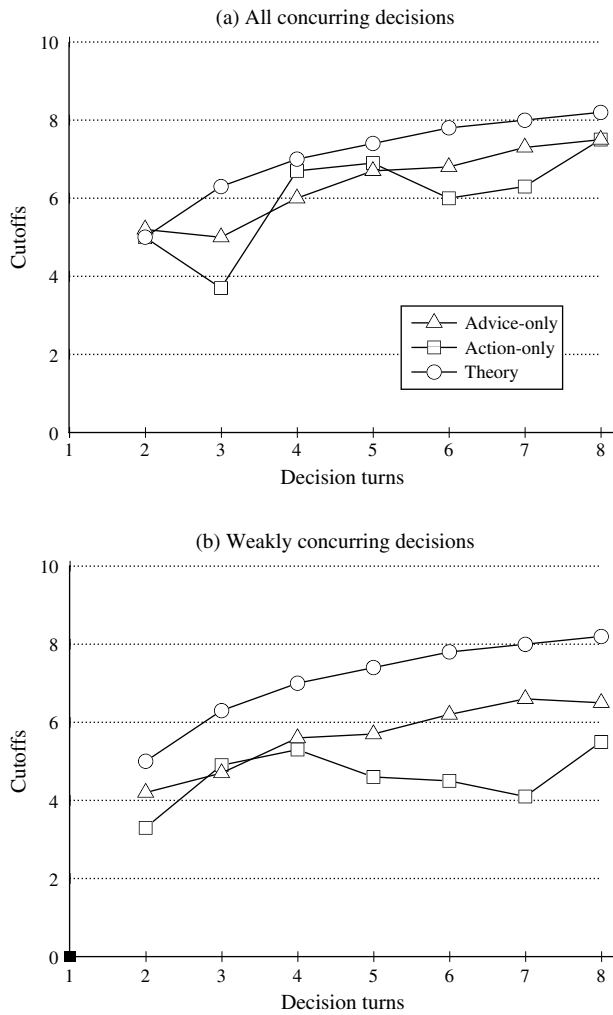 (a) All concurring decisions
10
8
6
4
2
0
Cutoffs
Advice-only
Action-only
Theory
1 2 3 4 5 6 7 8
Decision turns
(b) Weakly concurring decisions
10
8
6
4
2
0
Cutoffs
1 2 3 4 5 6 7 8
Decision turns